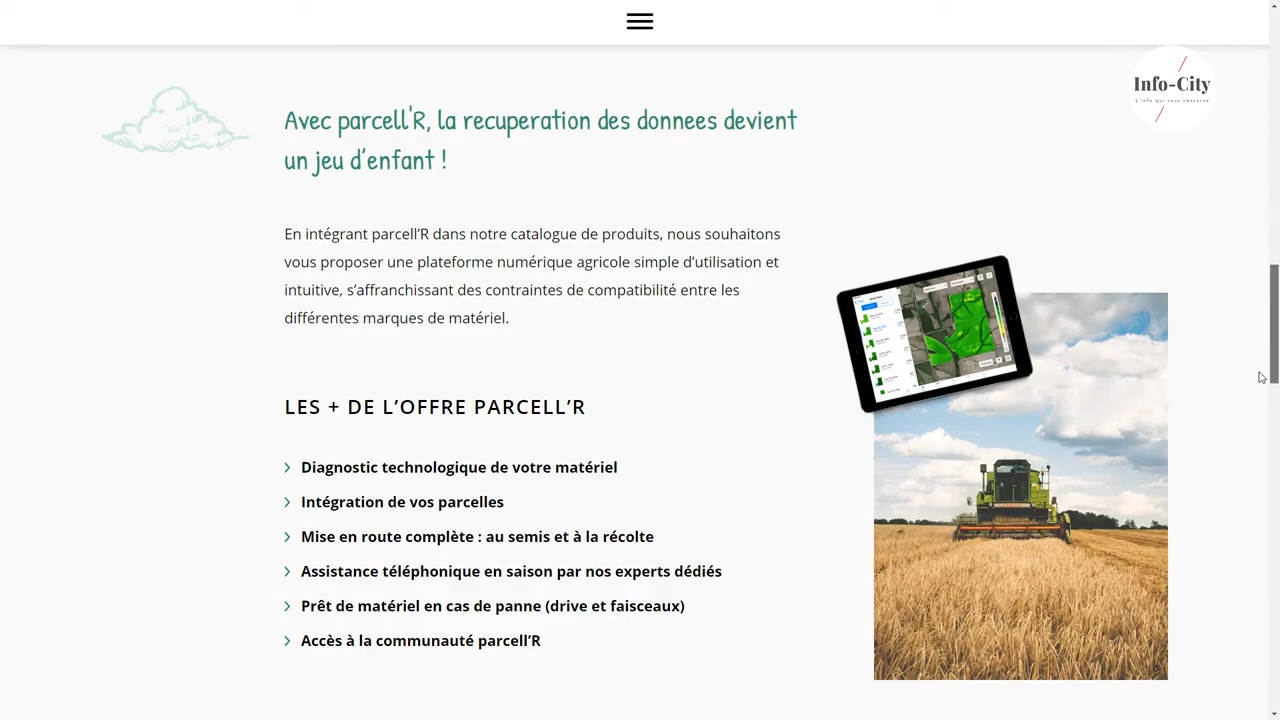 Info-City
L'info qui vous concerne
Avec parcell'R, la recuperation des donnees devient
un jeu d'enfant !
En intégrant parcell'R dans notre catalogue de produits, nous souhaitons
vous proposer une plateforme numérique agricole simple d'utilisation et
intuitive, s'affranchissant des contraintes de compatibilité entre les
différentes marques de matériel.
LES + DE L'OFFRE PARCELL'R
Diagnostic technologique de votre matériel
Intégration de vos parcelles
Mise en route complète : au semis et à la récolte
Assistance téléphonique en saison par nos experts dédiés
Prêt de matériel en cas de panne (drive et faisceaux)
Accès à la communauté parcell'R